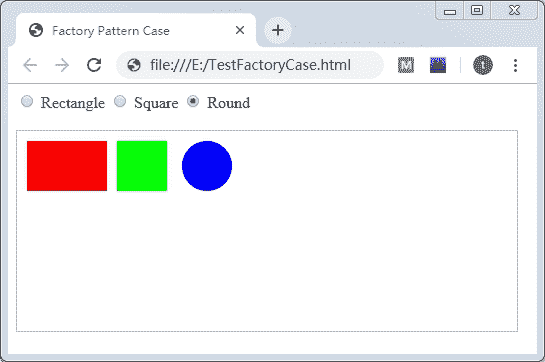 Factory Pattern Case
file:///E:/TestFactoryCase.html
Rectangle Square Round